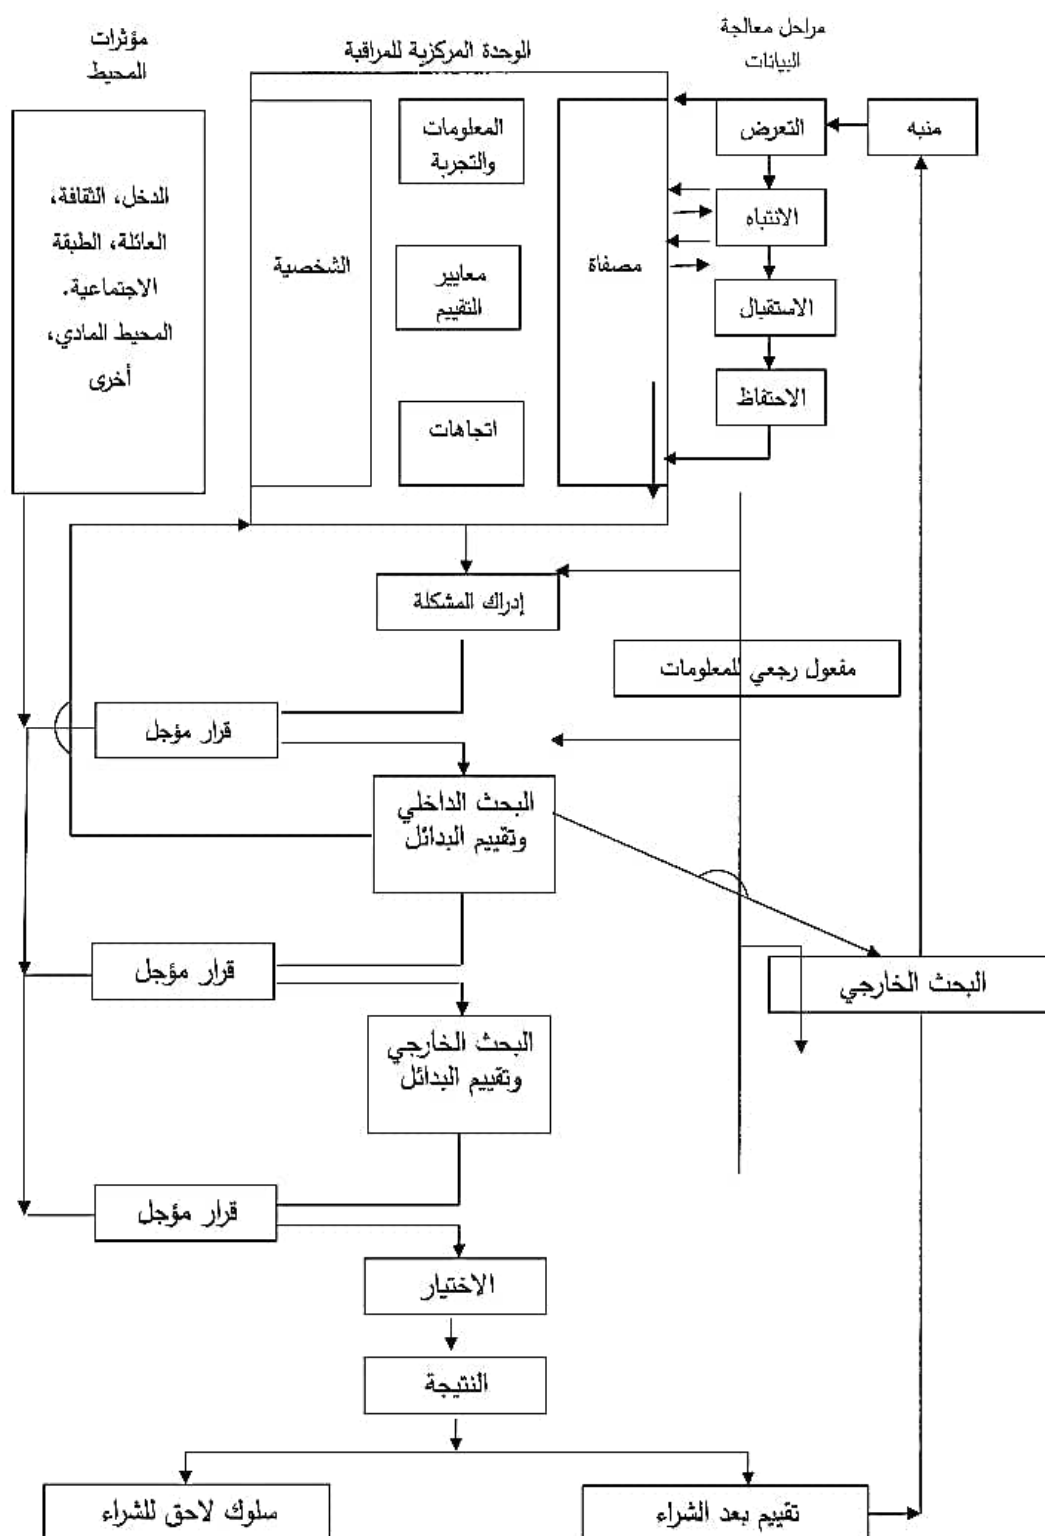 مراحل معالجة
البيانات
الوحدة المركزية للمراقبة
مؤثرات
المحيط
منبه
التعرض
الانتباه
الاستقبال
الاحتفاظ
مصفاة
المعلومات
والتجربة
معايير
التقييم
اتجاهات
الشخصية
الدخل، الثقافة،
العائلة، الطبقة
الاجتماعية.
المحيط المادي،
أخرى
إدراك المشكلة
مفعول رجعي للمعلومات
قرار مؤجل
البحث الداخلي
وتقييم البدائل
قرار مؤجل
البحث الخارجي
البحث الخارجي
وتقييم البدائل
قرار مؤجل
الاختيار
النتيجة
تقييم بعد الشراء
سلوك لاحق للشراء